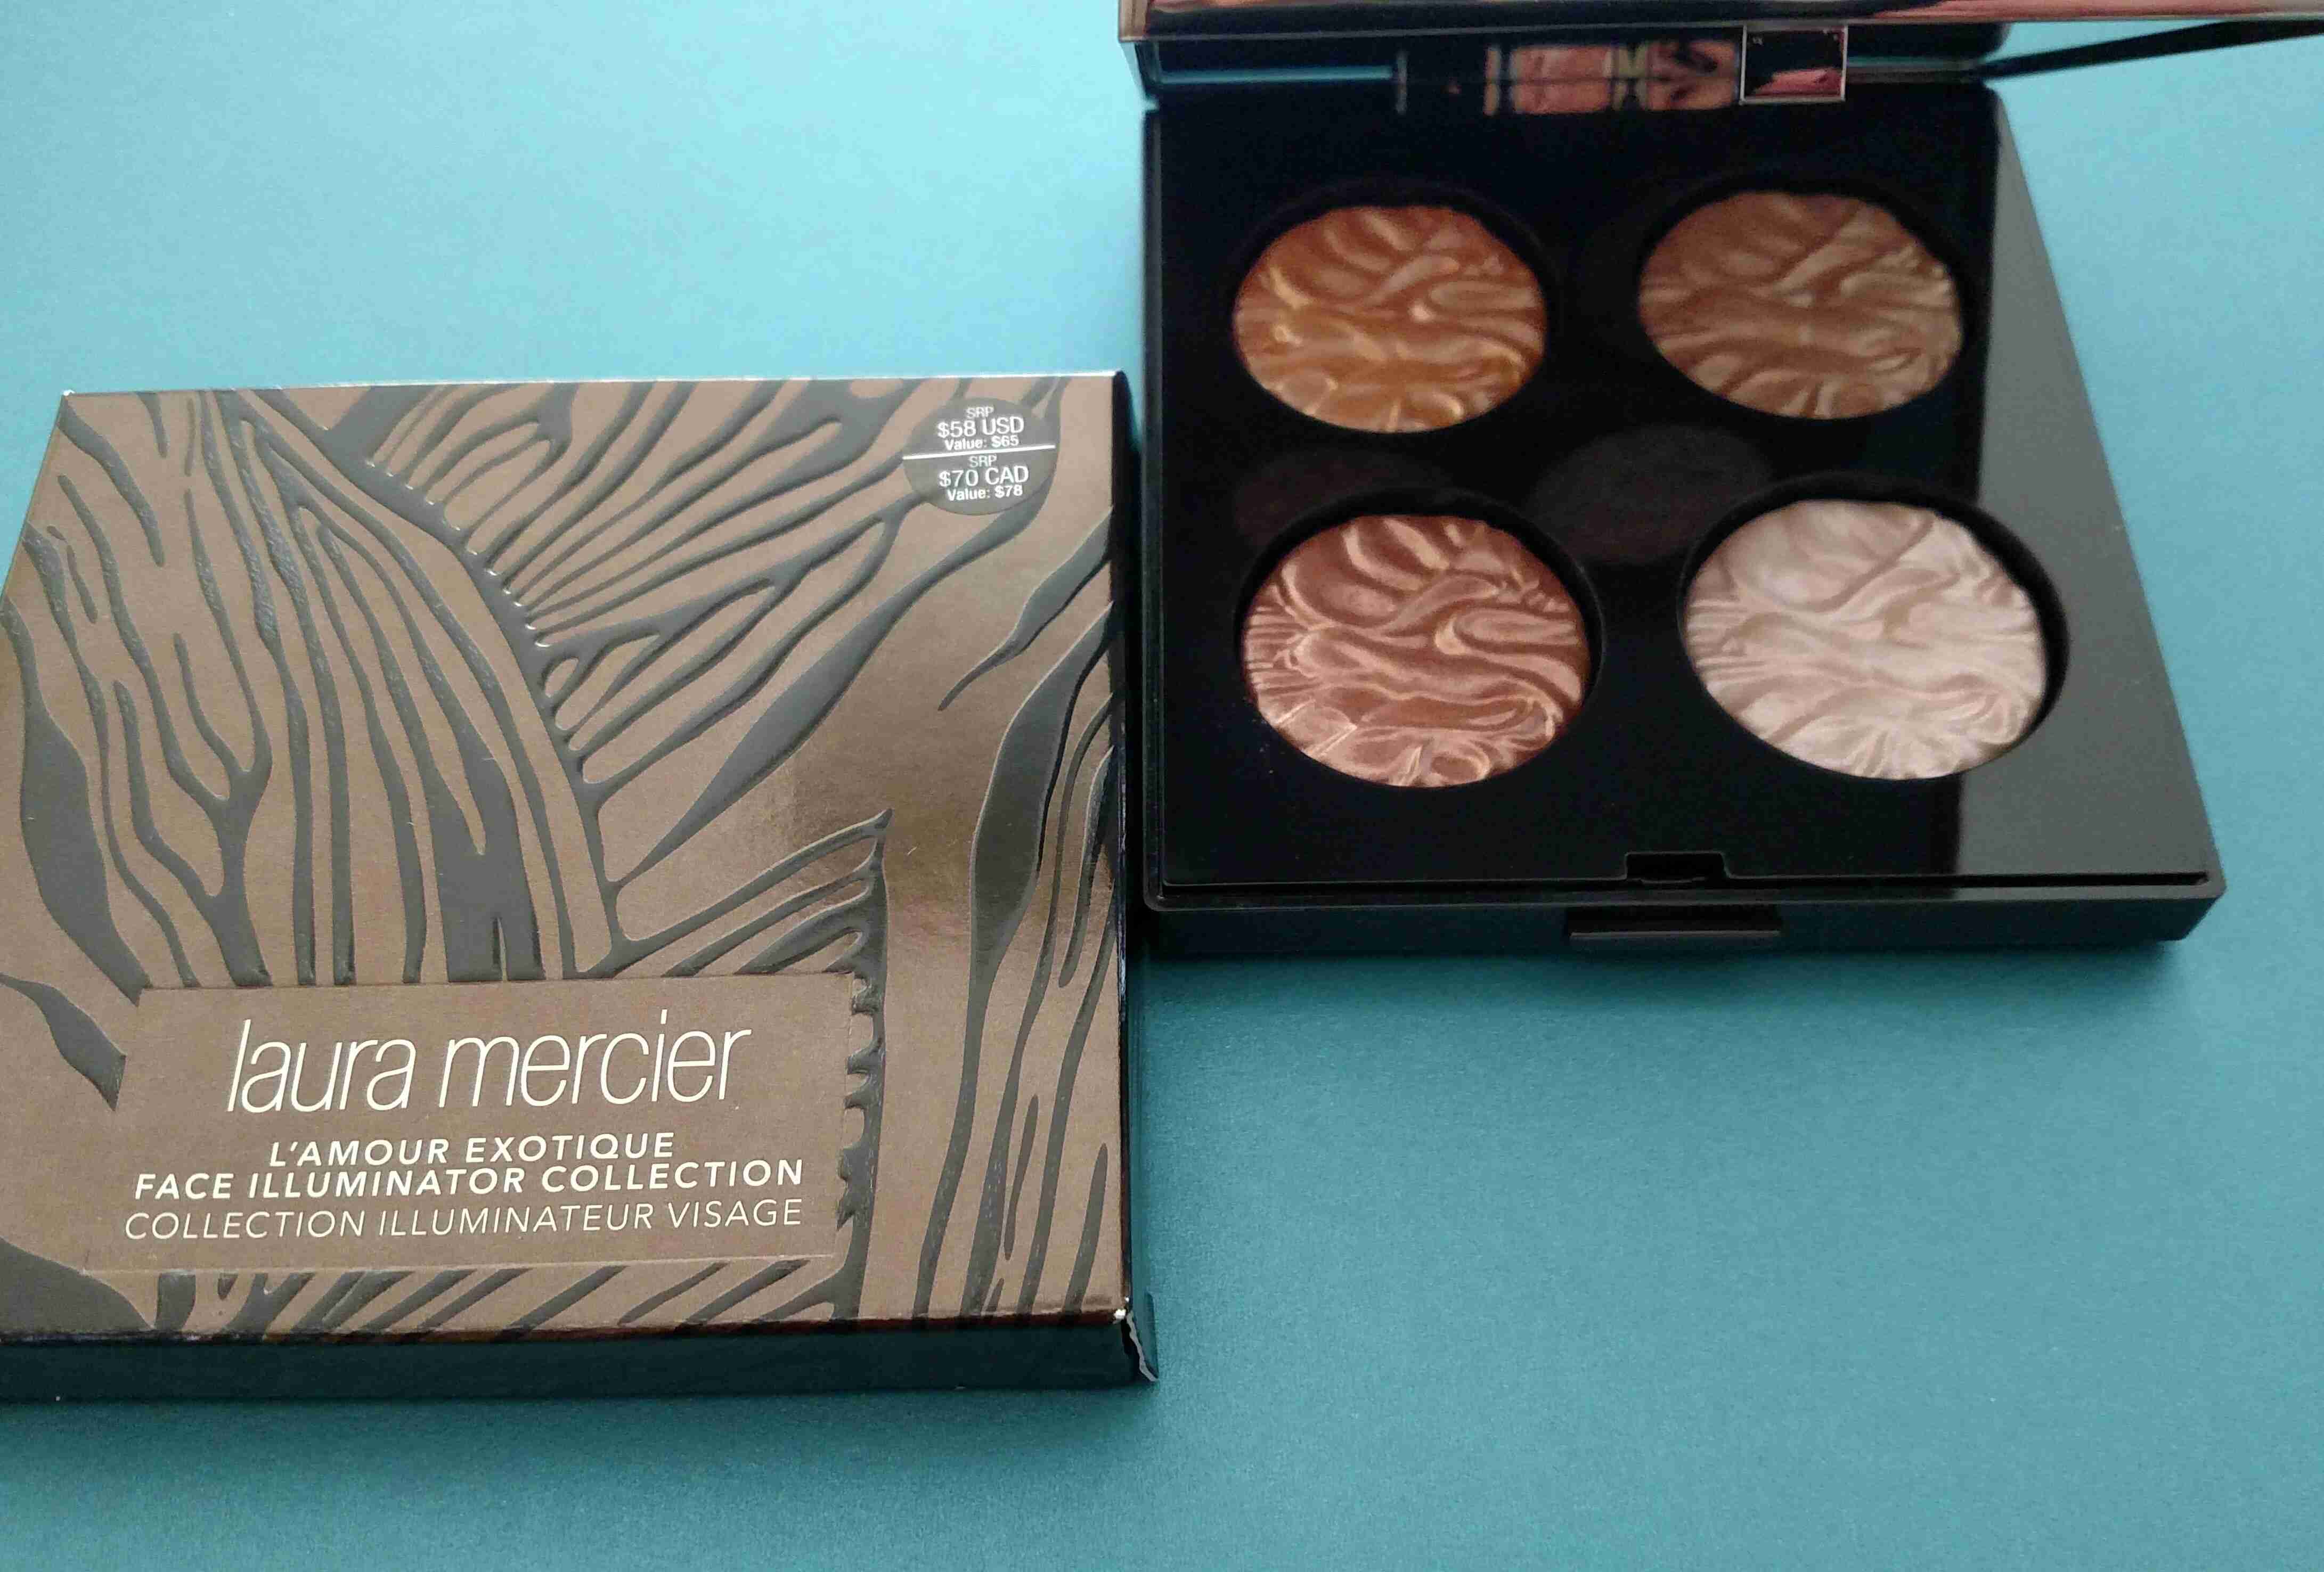 SRP
$58 USD
Value: $65
SRP
$70 CAD
Value: $78
laura mercier
L'AMOUR EXOTIQUE
FACE ILLUMINATOR COLLECTION
COLLECTION ILLUMINATEUR VISAGE